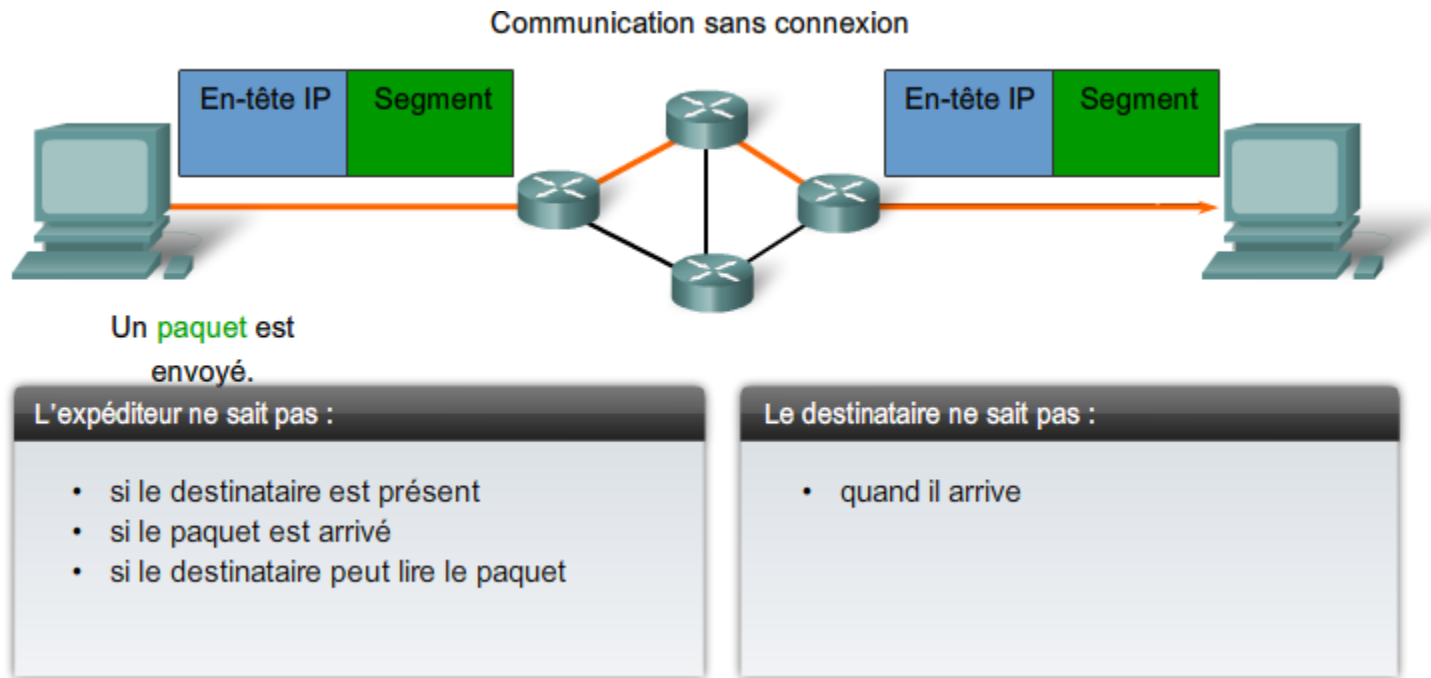 Communication sans connexion
En-tête IP Segment
En-tête IP Segment
Un paquet est
envoyé.
L'expéditeur ne sait pas :
• si le destinataire est présent
• si le paquet est arrivé
• si le destinataire peut lire le paquet
Le destinataire ne sait pas :
• quand il arrive